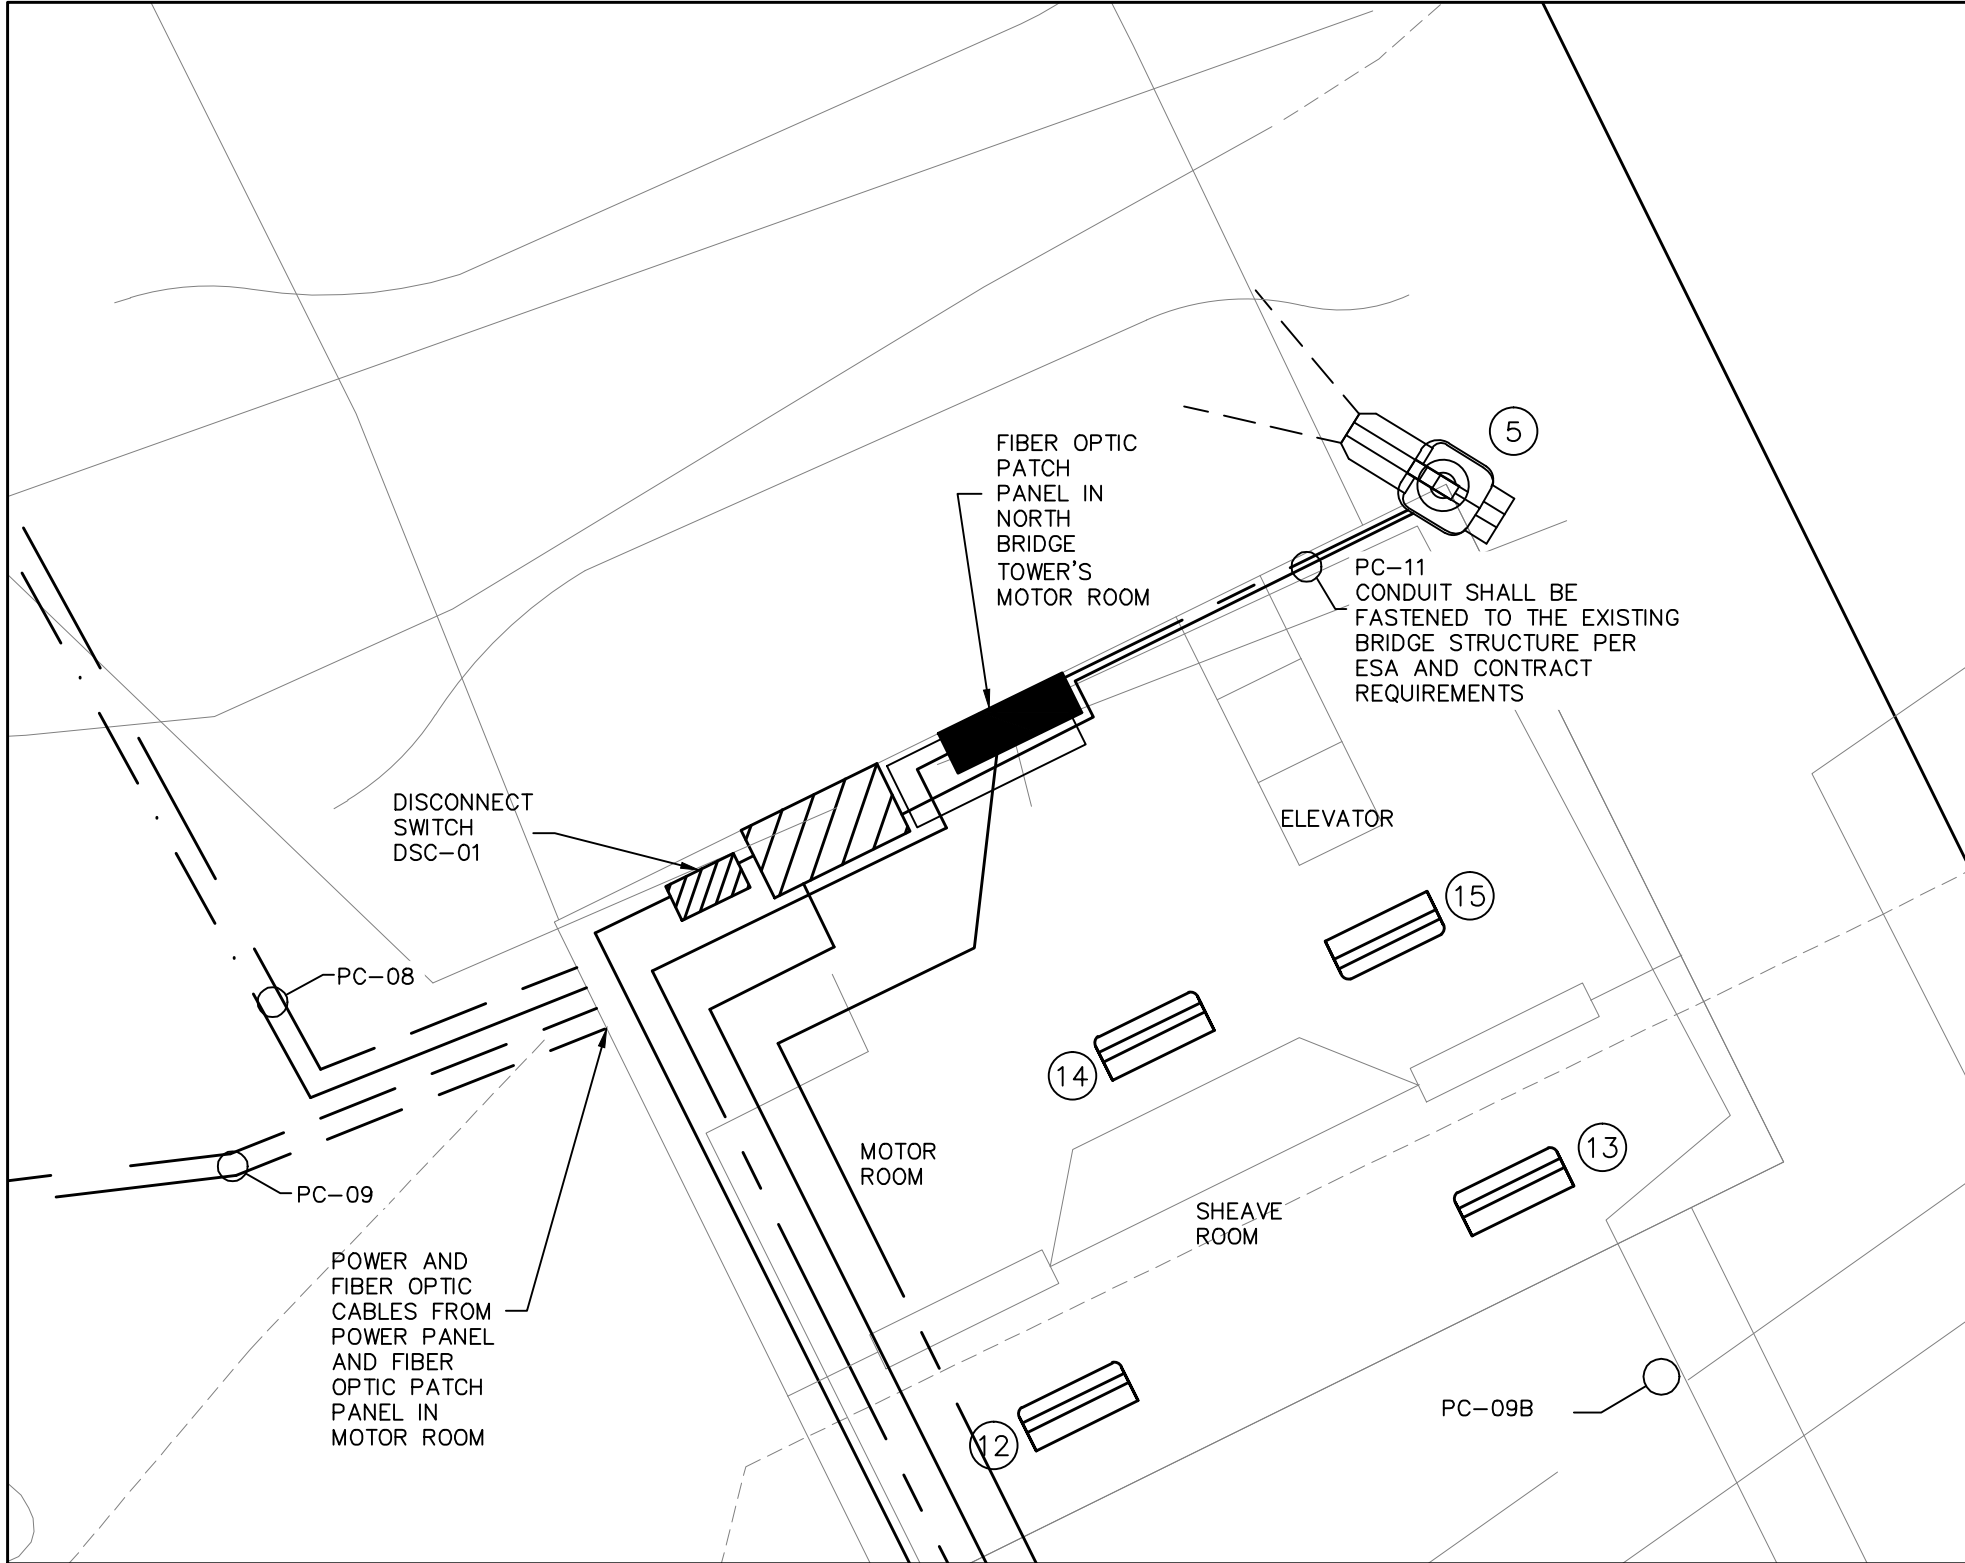 5
FIBER OPTIC
PATCH
PANEL IN
NORTH
BRIDGE
TOWER'S
MOTOR ROOM
PC-11
CONDUIT SHALL BE
FASTENED TO THE EXISTING
BRIDGE STRUCTURE PER
ESA AND CONTRACT
REQUIREMENTS
DISCONNECT
SWITCH
DSC-01
ELEVATOR
15
PC-08
14
MOTOR
ROOM
13
PC-09
SHEAVE
ROOM
POWER AND
FIBER OPTIC
CABLES FROM
POWER PANEL
AND FIBER
OPTIC PATCH
PANEL IN
MOTOR ROOM
12
PC-09B